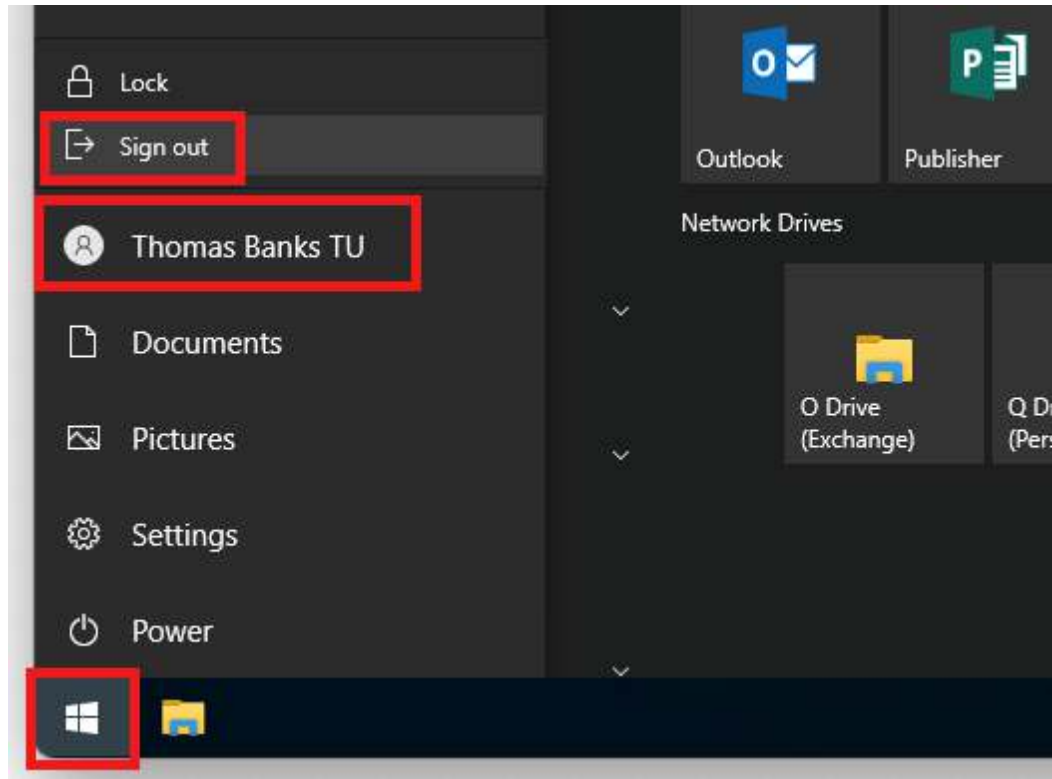 Lock
Sign out
Thomas Banks TU
Documents
Pictures
Settings
Power
Outlook
Publisher
Network Drives
O Drive
(Exchange)
Q